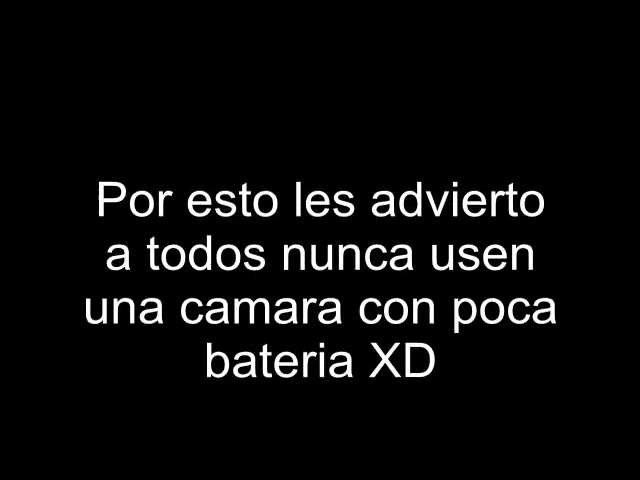 Por esto les advierto
a todos nunca usen
una camara con poca
bateria XD